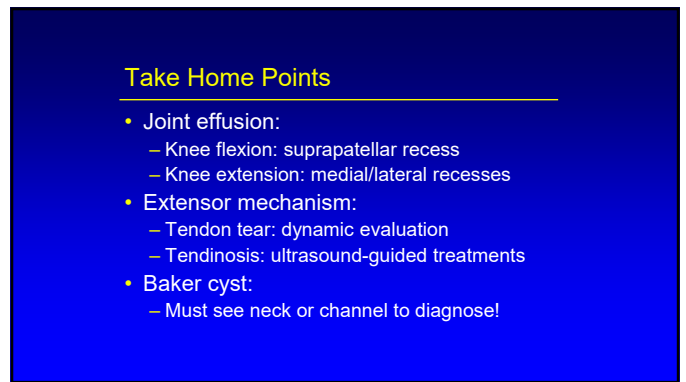 Take Home Points
• Joint effusion:
– Knee flexion: suprapatellar recess
– Knee extension: medial/lateral recesses
• Extensor mechanism:
– Tendon tear: dynamic evaluation
– Tendinosis: ultrasound-guided treatments
• Baker cyst:
– Must see neck or channel to diagnose!